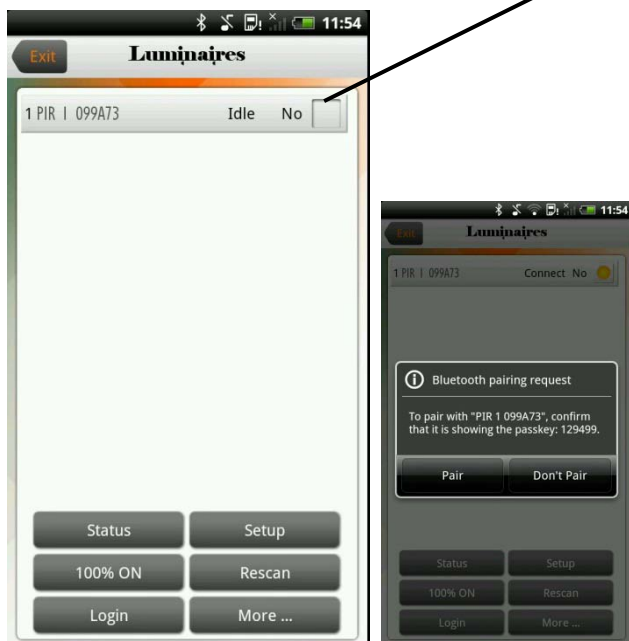 11:54
Exit Luminaires
1 PIR 1 099A73 Idle No
Status Setup
100% ON Rescan
Login More ...
11:54
Exit Luminaires
1 PIR 1 099A73 Connect No
Bluetooth pairing request
To pair with "PIR 1 099A73", confirm
that it is showing the passkey: 129499.
Pair Don't Pair
Status Setup
100% ON Rescan
Login More ...